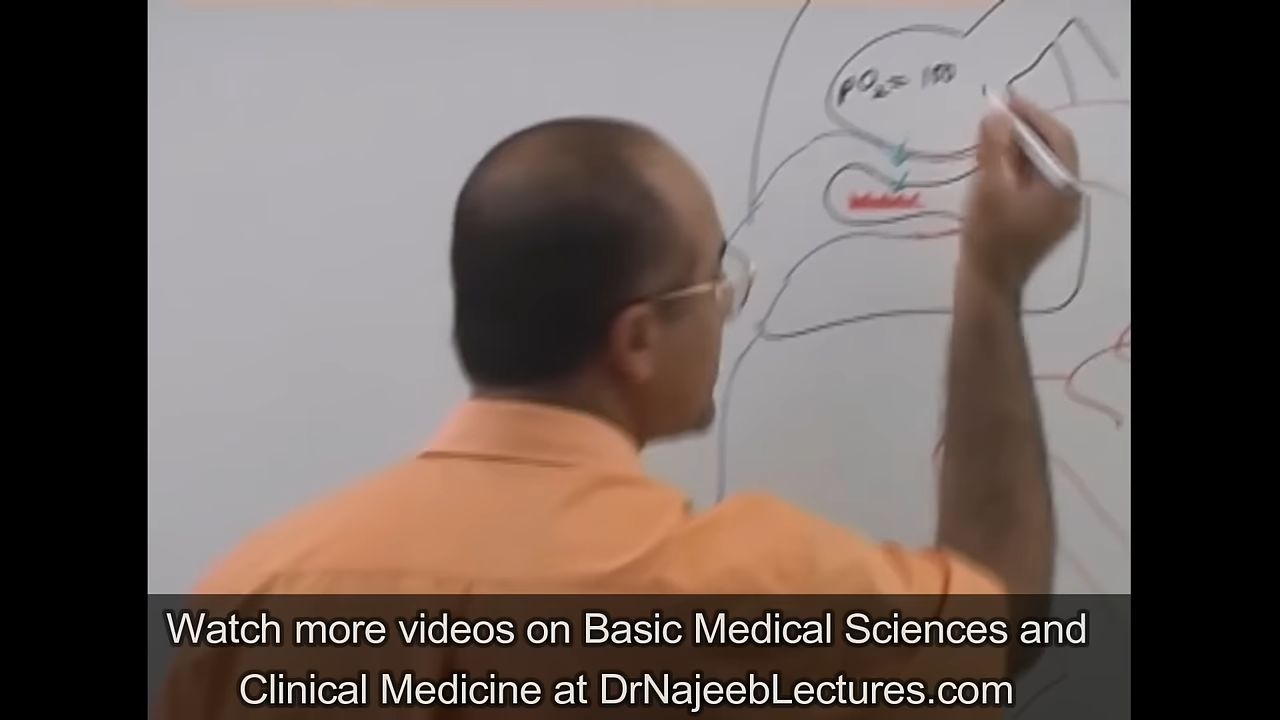 pO₂ = 100
Watch more videos on Basic Medical Sciences and
Clinical Medicine at DrNajeebLectures.com